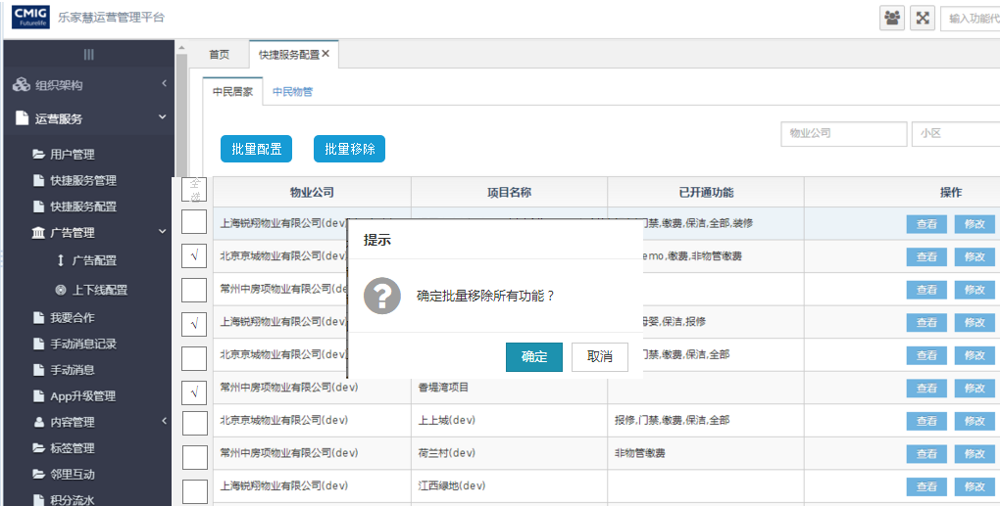 CMIG
Futurelife
乐家慧运营管理平台
输入功能代
组织架构
运营服务
用户管理
快捷服务管理
快捷服务配置
广告管理
广告配置
上下线配置
我要合作
手动消息记录
手动消息
App升级管理
内容管理
标签管理
邻里互动
积分流水
首页
快捷服务配置
中民居家
中民物管
批量配置
批量移除
物业公司
小区
全选
物业公司
项目名称
已开通功能
操作
上海锐翔物业有限公司(dev)
门禁,缴费,保洁,全部,装修
查看
修改
√
北京京城物业有限公司(dev)
emo,缴费,非物管缴费
查看
修改
常州中房项物业有限公司(de
查看
修改
√
上海锐翔物业有限公司(dev)
母婴,保洁,报修
查看
修改
北京京城物业有限公司(dev)
门禁,缴费,保洁,全部
查看
修改
√
常州中房项物业有限公司(dev)
香堤湾项目
查看
修改
北京京城物业有限公司(dev)
上上城(dev)
报修,门禁,缴费,保洁,全部
查看
修改
常州中房项物业有限公司(dev)
荷兰村(dev)
非物管缴费
查看
修改
上海锐翔物业有限公司(dev)
江西绿地(dev)
查看
修改
提示
确定批量移除所有功能？
确定
取消